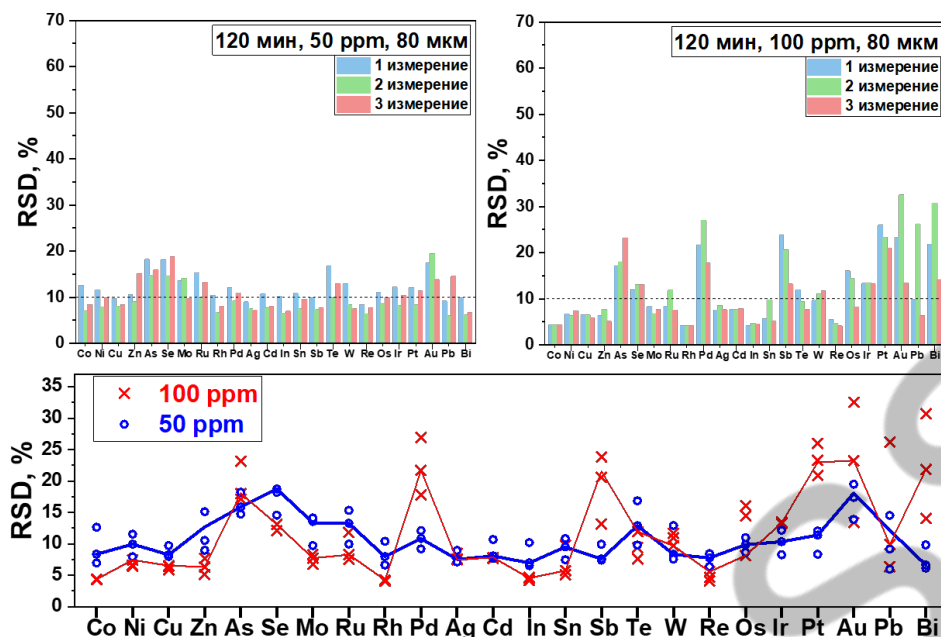 70
60
50
40
30
20
10
0
RSD, %
120 мин, 50 ppm, 80 мкм
1 измерение
2 измерение
3 измерение
Co Ni Cu Zn As Se Mo Ru Rh Pd Ag Cd In Sn Sb Te W Re Os Ir Pt Au Pb Bi
70
60
50
40
30
20
10
0
RSD, %
120 мин, 100 ppm, 80 мкм
1 измерение
2 измерение
3 измерение
Co Ni Cu Zn As Se Mo Ru Rh Pd Ag Cd In Sn Sb Te W Re Os Ir Pt Au Pb Bi
35
30
25
20
15
10
5
0
RSD, %
100 ppm
50 ppm
Co Ni Cu Zn As Se Mo Ru Rh Pd Ag Cd In Sn Sb Te W Re Os Ir Pt Au Pb Bi